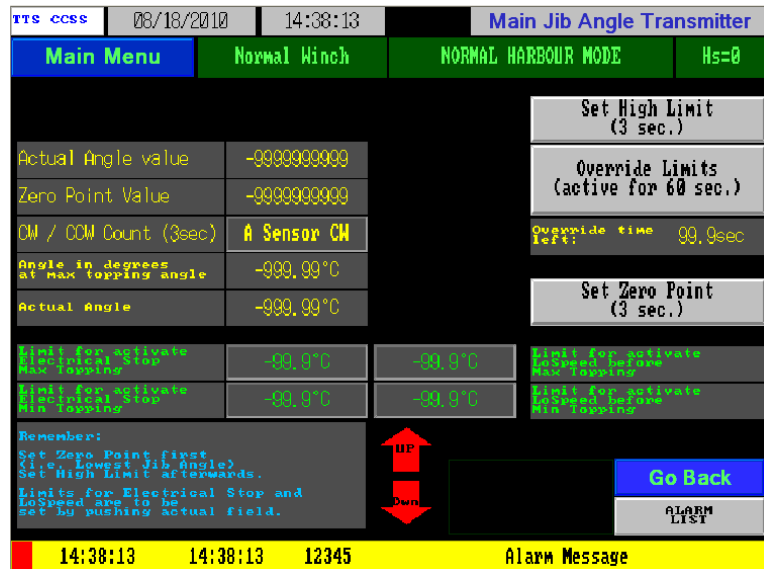 TTS CCSS 08/18/2010 14:38:13 Main Jib Angle Transmitter
Main Menu Normal Winch NORMAL HARBOUR MODE Hs=0
Set High Limit
(3 sec.)
Actual Angle value -9999999999
Override Limits
(active for 60 sec.)
Zero Point Value -9999999999
CW / CCW Count (3sec) A Sensor CW
Override time
left: 99.9sec
Angle in degrees
at max topping angle -999.99°C
Set Zero Point
(3 sec.)
Actual Angle -999.99°C
Limit for activate
Electrical Stop
Max Topping
-99.9°C -99.9°C
Limit for activate
LoSpeed before
Max Topping
Limit for activate
Electrical Stop
Min Topping
-99.9°C -99.9°C
Limit for activate
LoSpeed before
Min Topping
Remember:
Set Zero Point first
(i.e. Lowest Jib Angle)
Set High Limit afterwards.
Limits for Electrical Stop and
LoSpeed are to be
set by pushing actual field.
UP
Dwn
Go Back
ALARM
LIST
14:38:13 14:38:13 12345 Alarm Message